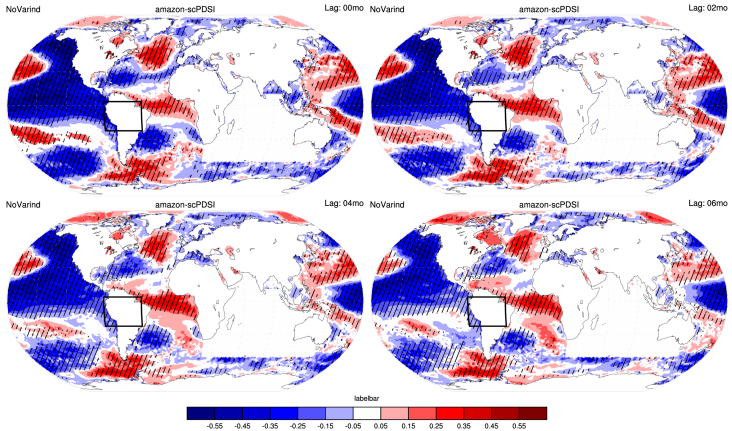 NoVarind amazon-scPDSI Lag: 00mo
NoVarind amazon-scPDSI Lag: 02mo
NoVarind amazon-scPDSI Lag: 04mo
NoVarind amazon-scPDSI Lag: 06mo
labelbar
-0.55 -0.45 -0.35 -0.25 -0.15 -0.05 0.05 0.15 0.25 0.35 0.45 0.55